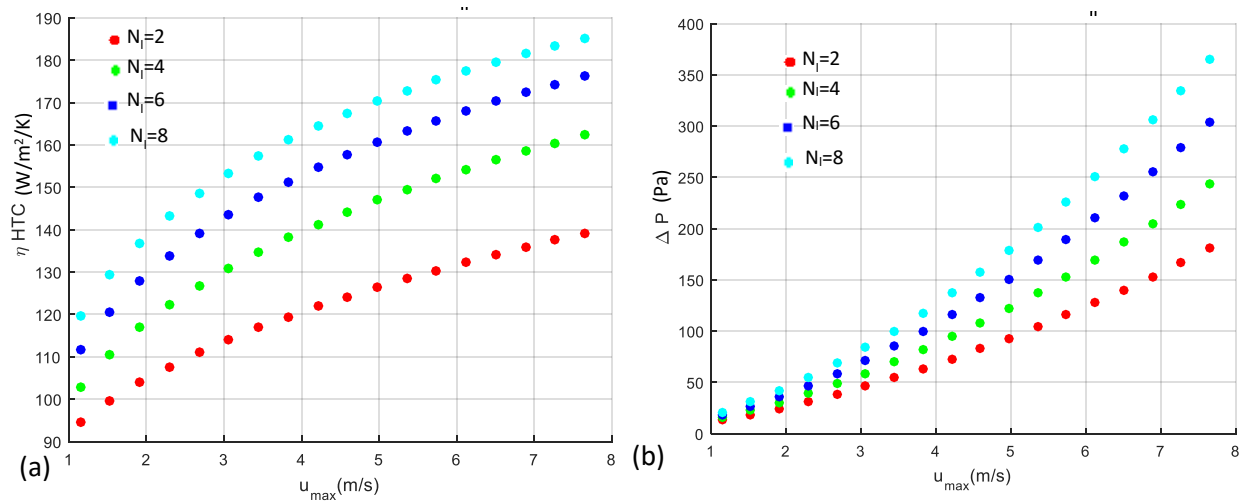 190
180
170
160
150
140
130
120
110
100
90
η HTC (W/m²/K)
N_l=2
N_l=4
N_l=6
N_l=8
1 2 3 4 5 6 7 8
u_max(m/s)
(a)
400
350
300
250
200
150
100
50
0
△ P (Pa)
N_l=2
N_l=4
N_l=6
N_l=8
1 2 3 4 5 6 7 8
u_max(m/s)
(b)